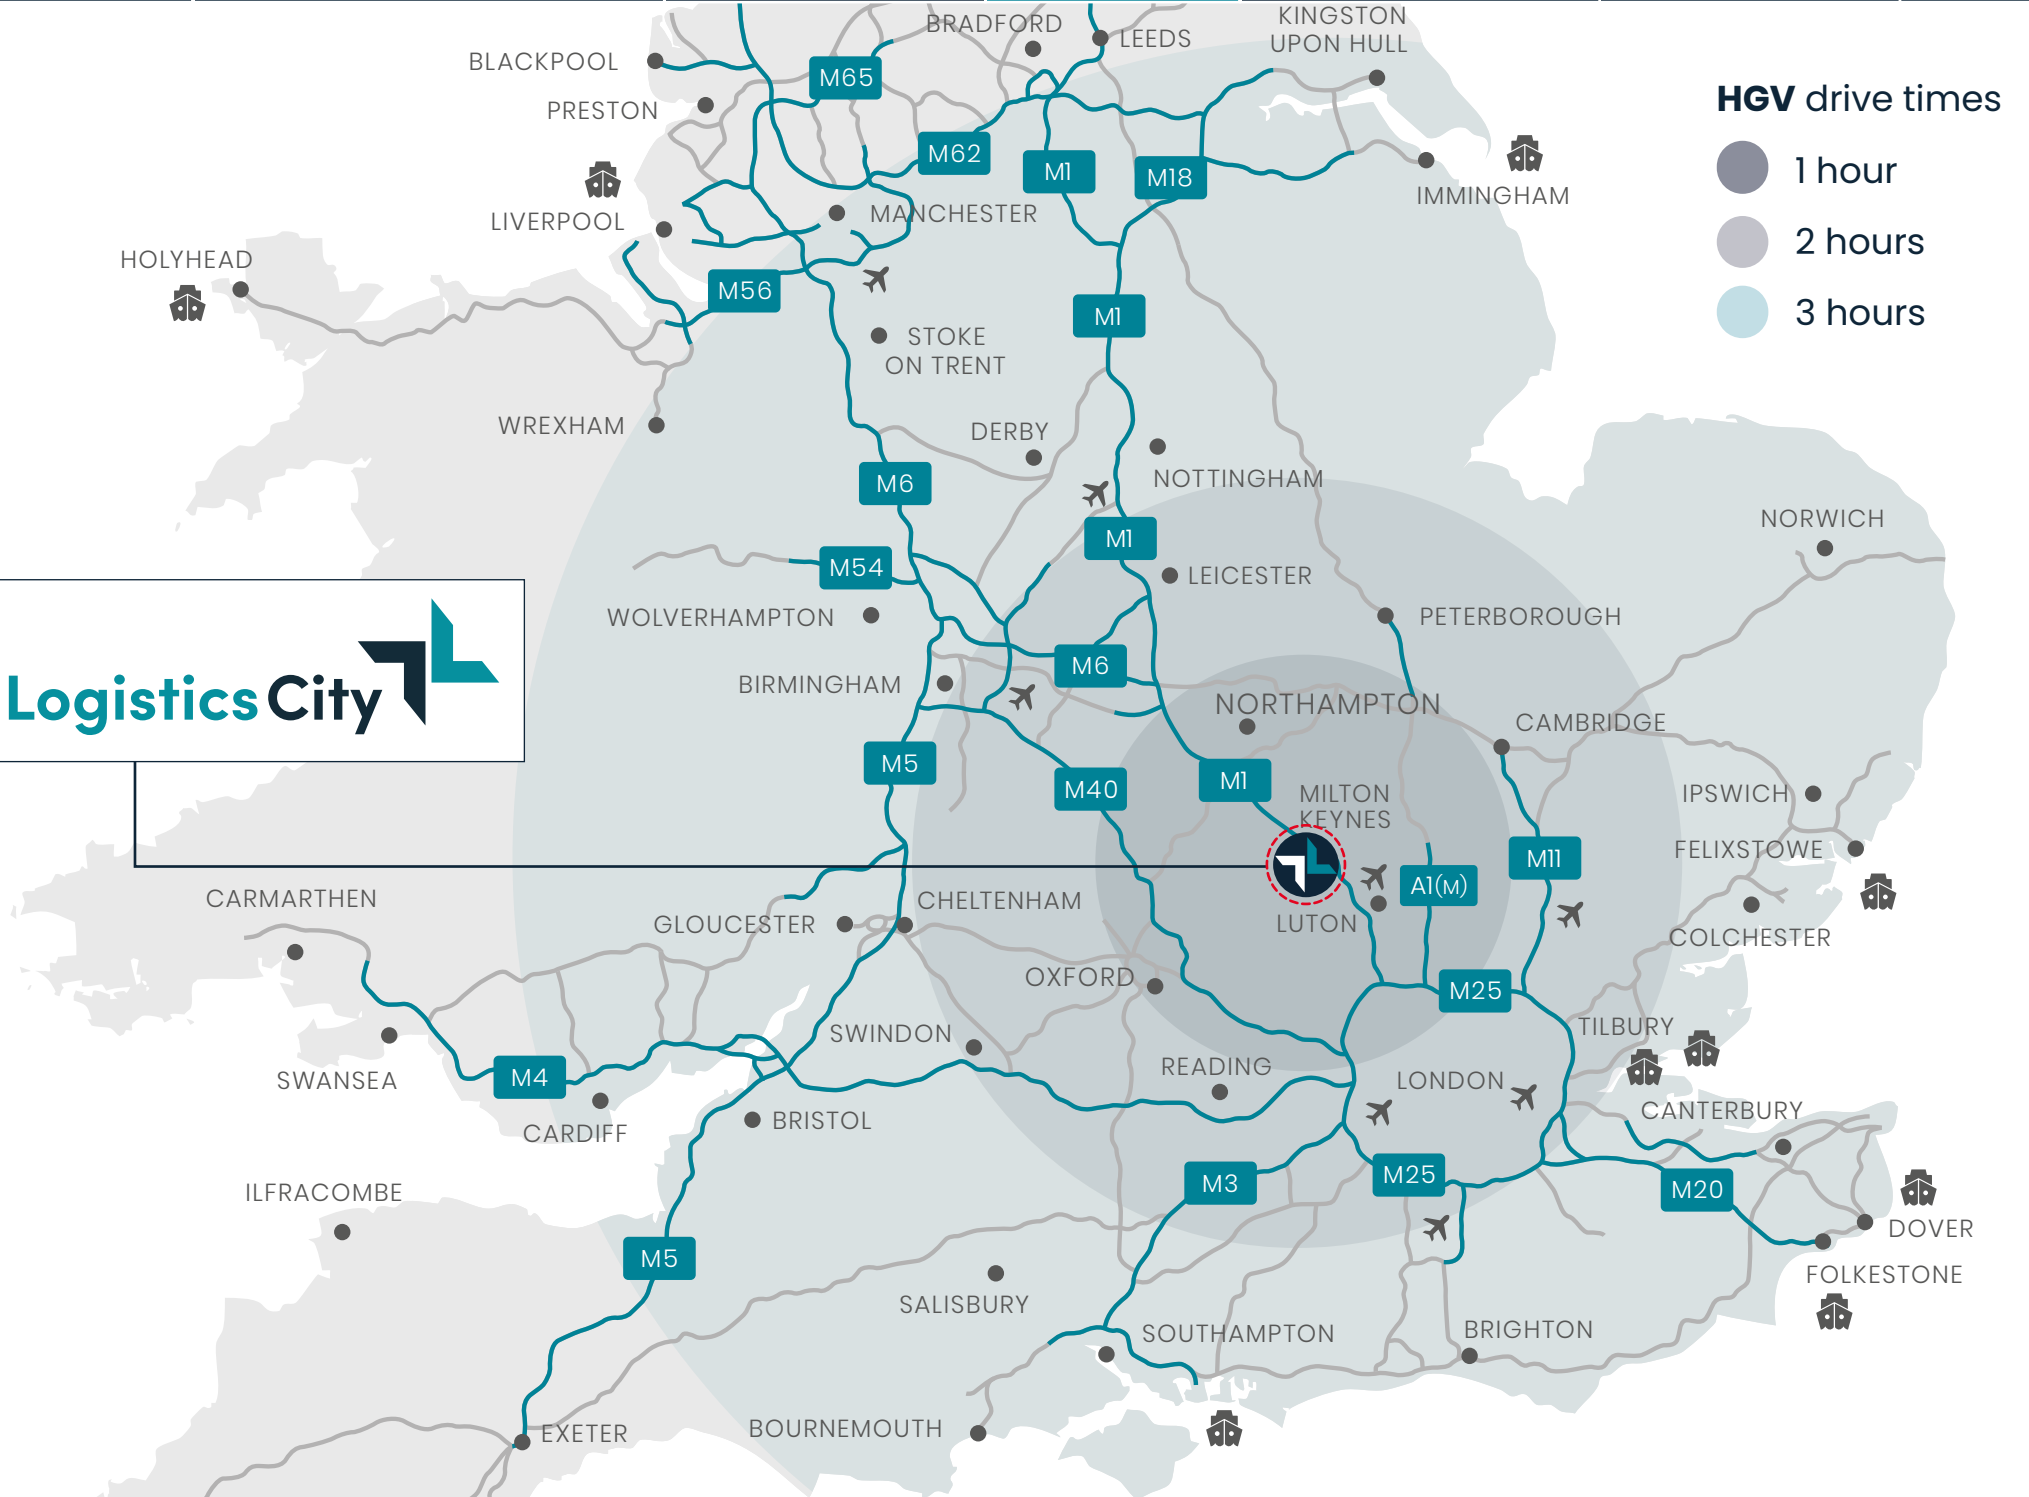 BRADFORD
LEEDS
KINGSTON
UPON HULL
BLACKPOOL
M65
HGV drive times
PRESTON
1 hour
M62
M1
M18
IMMINGHAM
LIVERPOOL
MANCHESTER
2 hours
HOLYHEAD
M56
M1
3 hours
STOKE
ON TRENT
WREXHAM
DERBY
M6
NOTTINGHAM
NORWICH
M1
M54
LEICESTER
WOLVERHAMPTON
PETERBOROUGH
M6
LogisticsCity
BIRMINGHAM
NORTHAMPTON
CAMBRIDGE
M5
M40
M1
MILTON
KEYNES
IPSWICH
FELIXSTOWE
M11
A1(M)
CARMARTHEN
CHELTENHAM
GLOUCESTER
LUTON
COLCHESTER
OXFORD
M25
SWINDON
TILBURY
READING
LONDON
SWANSEA
M4
CANTERBURY
BRISTOL
CARDIFF
M25
M3
M20
ILFRACOMBE
DOVER
M5
FOLKESTONE
SALISBURY
SOUTHAMPTON
BRIGHTON
BOURNEMOUTH
EXETER